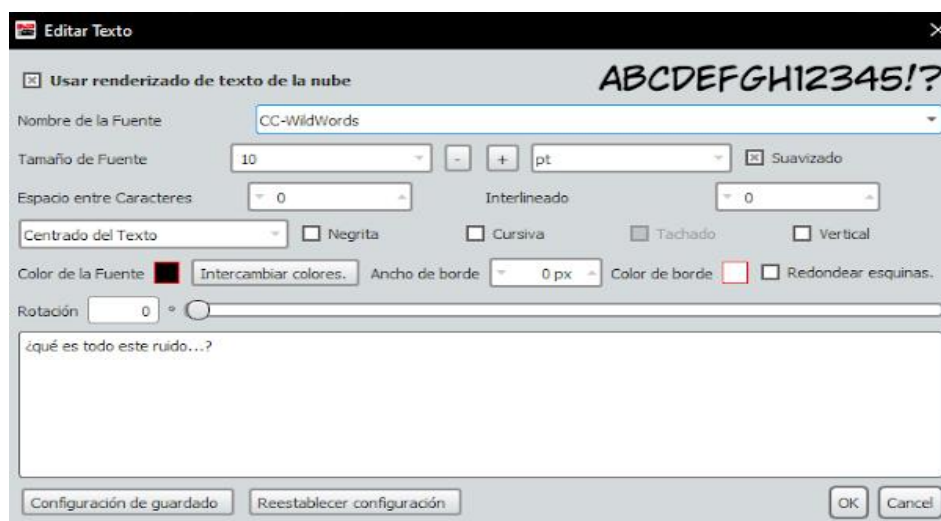 Editar Texto
Usar renderizado de texto de la nube ABCDEFGH12345!?
Nombre de la Fuente CC-WildWords
Tamaño de Fuente 10 - + pt Suavizado
Espacio entre Caracteres 0 Interlineado 0
Centrado del Texto Negrita Cursiva Tachado Vertical
Color de la Fuente Intercambiar colores. Ancho de borde 0 px Color de borde Redondear esquinas.
Rotación 0 °
¿qué es todo este ruido...?
Configuración de guardado Reestablecer configuración OK Cancel